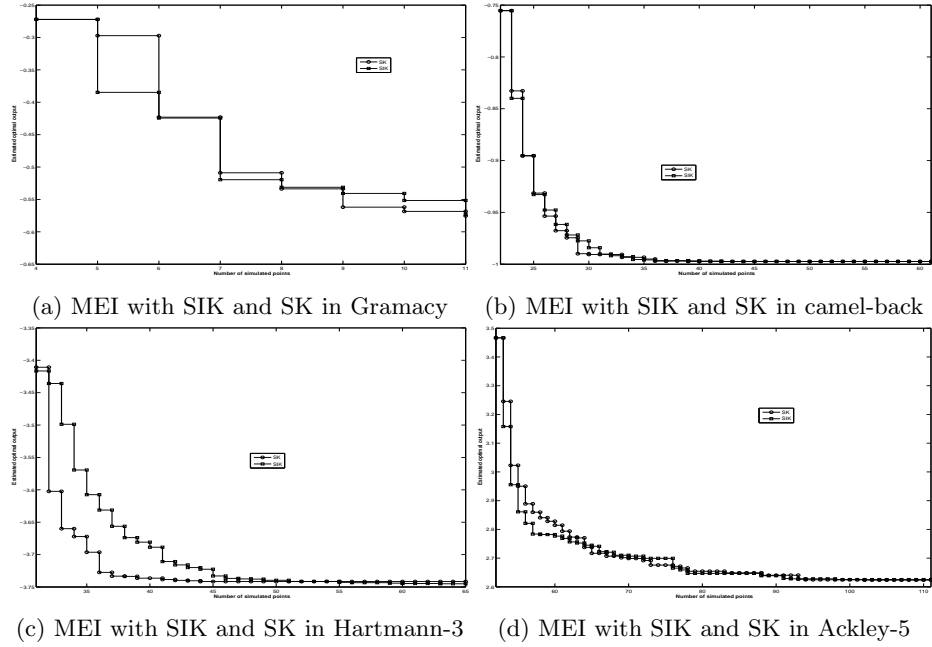 −0.25
−0.3
−0.35
−0.4
−0.45
−0.5
−0.55
−0.6
−0.65
Estimated optimal output
SK
SIK
4 5 6 7 8 9 10 11
Number of simulated points
(a) MEI with SIK and SK in Gramacy
−0.75
−0.8
−0.85
−0.9
−0.95
−1
Estimated optimal output
SK
SIK
25 30 35 40 45 50 55 60
Number of simulated points
(b) MEI with SIK and SK in camel-back
−3.35
−3.4
−3.45
−3.5
−3.55
−3.6
−3.65
−3.7
−3.75
Estimated optimal output
SK
SIK
35 40 45 50 55 60 65
Number of simulated points
(c) MEI with SIK and SK in Hartmann-3
3.5
3.4
3.3
3.2
3.1
3
2.9
2.8
2.7
2.6
Estimated optimal output
SK
SIK
60 70 80 90 100 110
Number of simulated points
(d) MEI with SIK and SK in Ackley-5